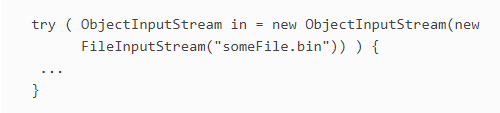 try ( ObjectInputStream in = new ObjectInputStream(new
FileInputStream("someFile.bin")) ) {
...
}